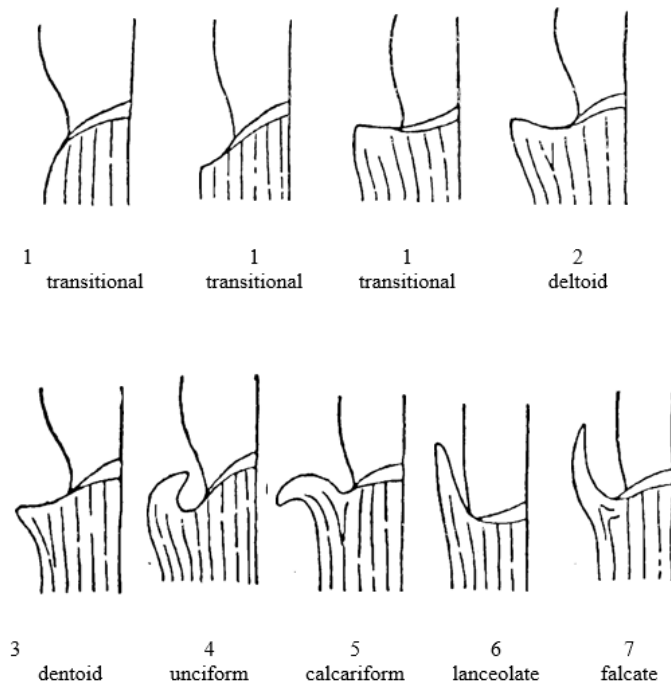 1 1 1 2
transitional transitional transitional deltoid
3 4 5 6 7
dentoid unciform calcariform lanceolate falcate